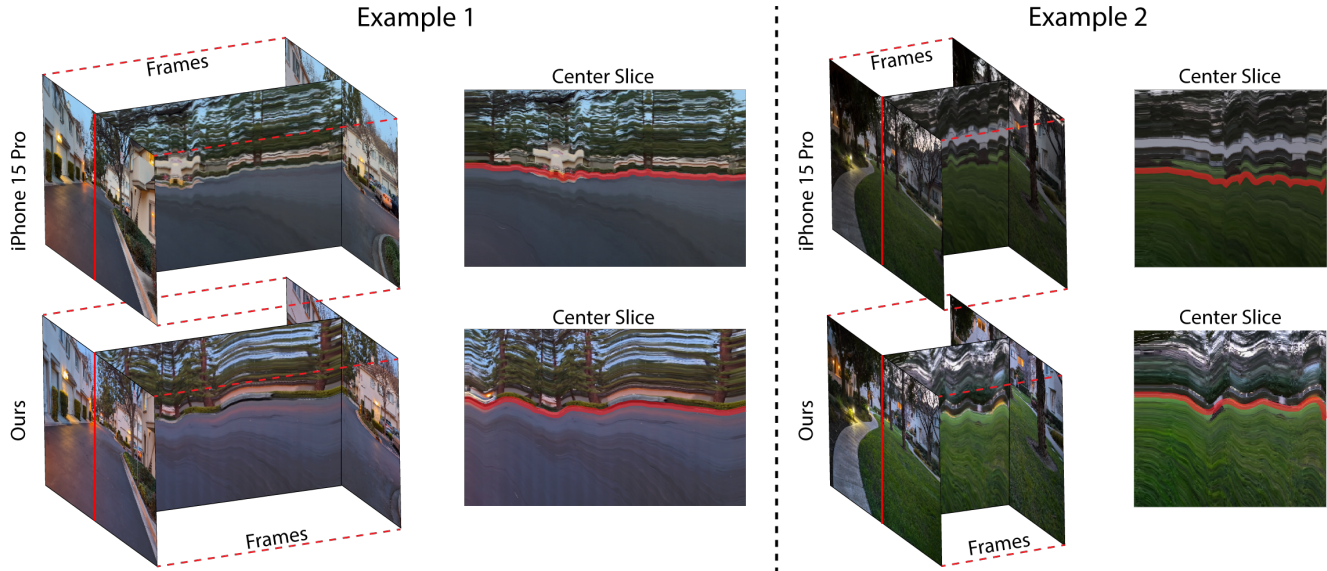 Example 1
Example 2
Frames
Center Slice
iPhone 15 Pro
Frames
Center Slice
iPhone 15 Pro
Center Slice
Ours
Frames
Center Slice
Ours
Frames